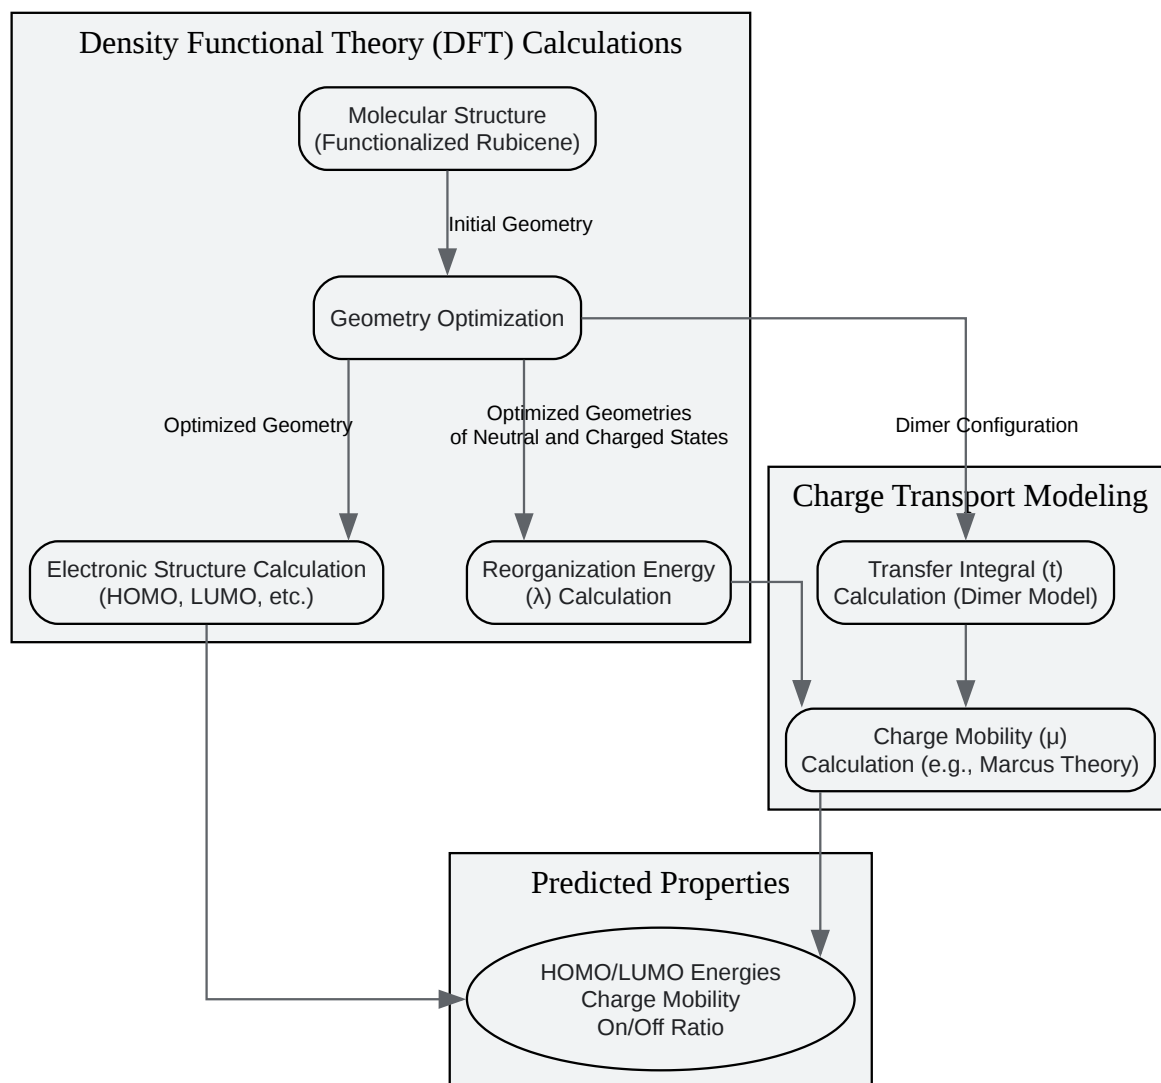 Density Functional Theory (DFT) Calculations
Molecular Structure
(Functionalized Rubicene)
Initial Geometry
Geometry Optimization
Optimized Geometry
Optimized Geometries
of Neutral and Charged States
Dimer Configuration
Charge Transport Modeling
Electronic Structure Calculation
(HOMO, LUMO, etc.)
Reorganization Energy
(λ) Calculation
Transfer Integral (t)
Calculation (Dimer Model)
Charge Mobility (μ)
Calculation (e.g., Marcus Theory)
Predicted Properties
HOMO/LUMO Energies
Charge Mobility
On/Off Ratio